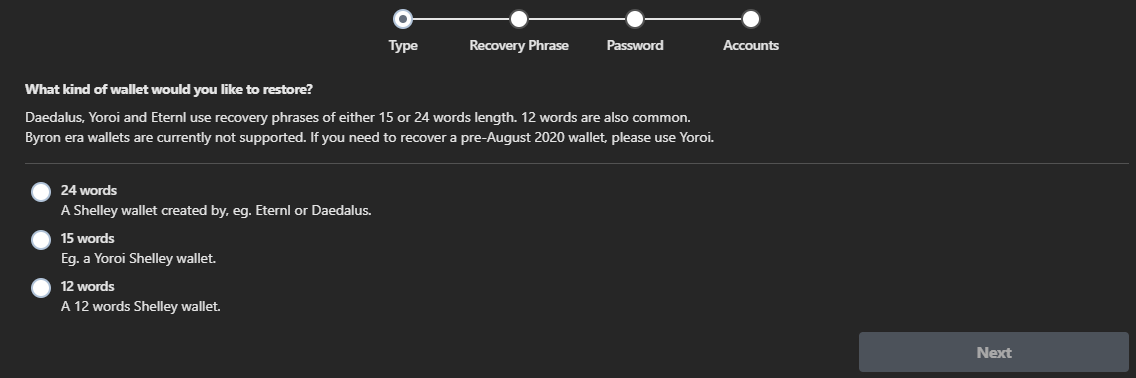 Type
Recovery Phrase
Password
Accounts
What kind of wallet would you like to restore?
Daedalus, Yoroi and Eternl use recovery phrases of either 15 or 24 words length. 12 words are also common.
Byron era wallets are currently not supported. If you need to recover a pre-August 2020 wallet, please use Yoroi.
24 words
A Shelley wallet created by, eg. Eternl or Daedalus.
15 words
Eg. a Yoroi Shelley wallet.
12 words
A 12 words Shelley wallet.
Next